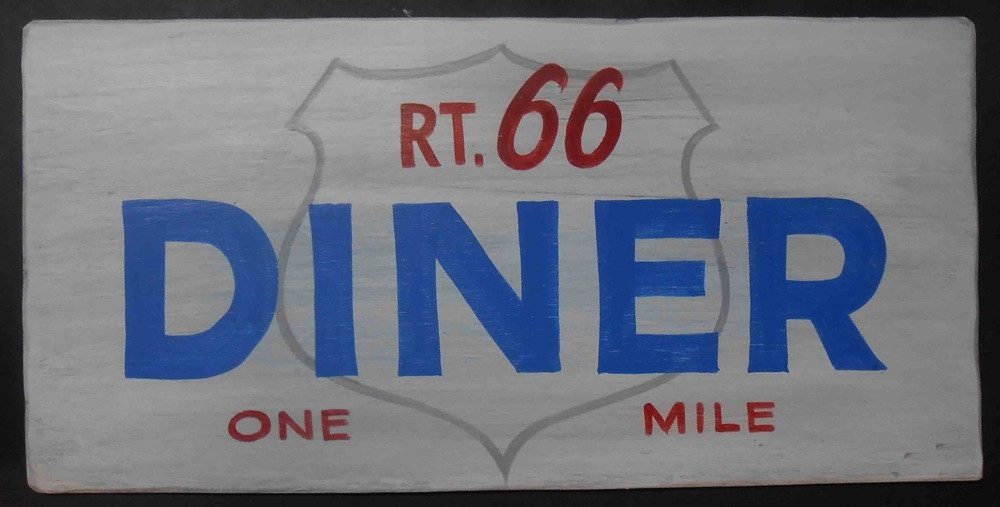 RT. 66
DINER
ONE MILE